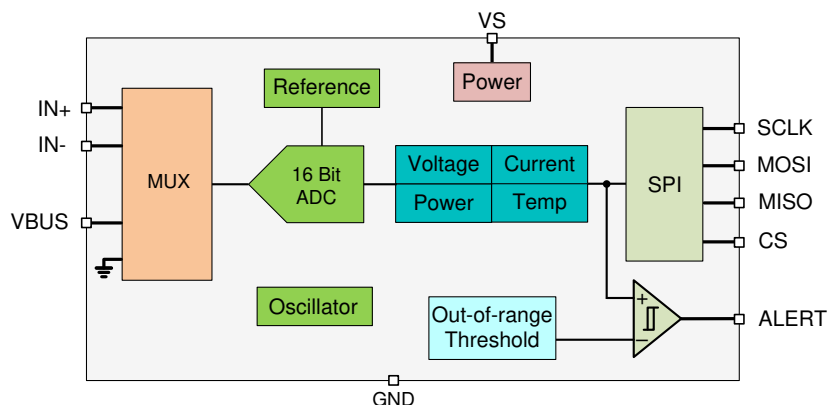 VS
Power
Reference
IN+
IN-
VBUS
MUX
16 Bit
ADC
Voltage
Current
Power
Temp
SPI
SCLK
MOSI
MISO
CS
Oscillator
Out-of-range
Threshold
+
−
ALERT
GND